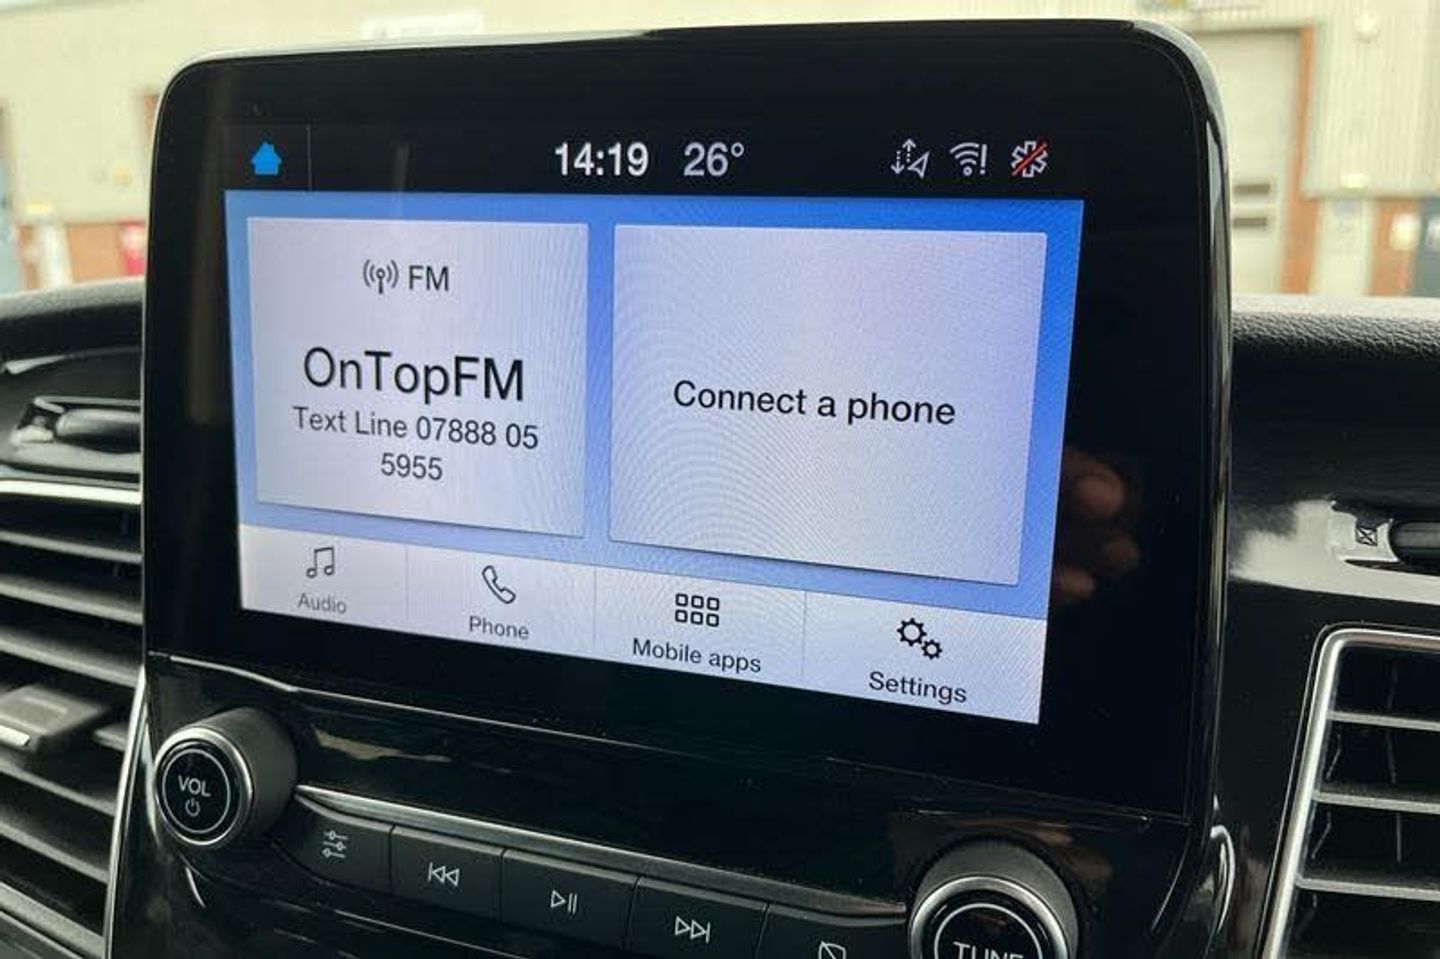 14:19 26°
FM
OnTopFM
Text Line 07888 05
5955
Connect a phone
Audio
Phone
Mobile apps
Settings
VOL
TUNE